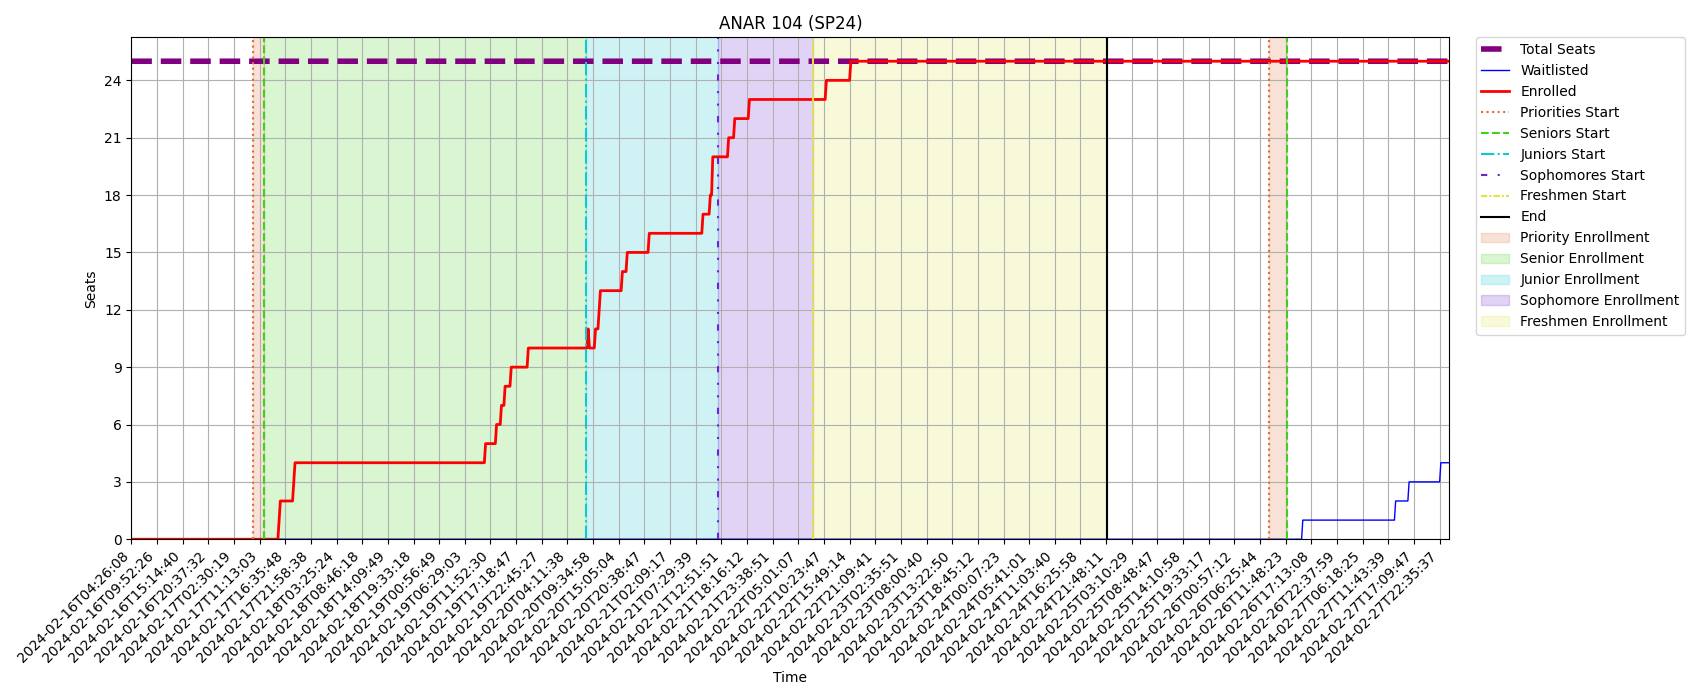 ANAR 104 (SP24)
Total Seats
Waitlisted
Enrolled
Priorities Start
Seniors Start
Juniors Start
Sophomores Start
Freshmen Start
End
Priority Enrollment
Senior Enrollment
Junior Enrollment
Sophomore Enrollment
Freshmen Enrollment
Seats
24
21
18
15
12
9
6
3
0
2024-02-16T04:26:08
2024-02-16T09:52:26
2024-02-16T15:14:40
2024-02-16T20:37:32
2024-02-17T02:30:19
2024-02-17T11:13:03
2024-02-17T16:35:48
2024-02-17T21:58:38
2024-02-18T03:25:24
2024-02-18T08:46:18
2024-02-18T14:09:49
2024-02-18T19:33:18
2024-02-19T00:56:49
2024-02-19T06:29:03
2024-02-19T11:52:30
2024-02-19T17:18:47
2024-02-19T22:45:27
2024-02-20T04:11:38
2024-02-20T09:34:58
2024-02-20T15:05:04
2024-02-20T20:38:47
2024-02-21T02:09:17
2024-02-21T07:29:39
2024-02-21T12:51:51
2024-02-21T18:16:12
2024-02-21T23:38:51
2024-02-22T05:01:07
2024-02-22T10:23:47
2024-02-22T15:49:14
2024-02-22T21:09:41
2024-02-23T02:35:51
2024-02-23T08:00:40
2024-02-23T13:22:50
2024-02-23T18:45:12
2024-02-24T00:07:23
2024-02-24T05:41:01
2024-02-24T11:03:40
2024-02-24T16:25:58
2024-02-24T21:48:11
2024-02-25T03:10:29
2024-02-25T08:48:47
2024-02-25T14:10:58
2024-02-25T19:33:17
2024-02-26T00:57:12
2024-02-26T06:25:44
2024-02-26T11:48:23
2024-02-26T17:13:09
2024-02-26T22:37:59
2024-02-27T06:18:25
2024-02-27T11:43:39
2024-02-27T17:09:47
2024-02-27T22:35:37
Time